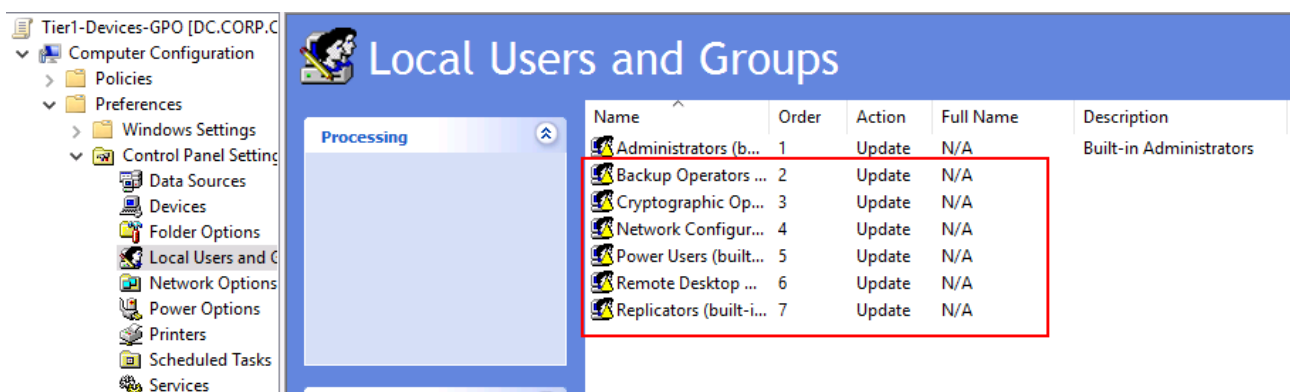 Tier1-Devices-GPO [DC.CORP.C
Computer Configuration
Policies
Preferences
Windows Settings
Control Panel Setting
Data Sources
Devices
Folder Options
Local Users and G
Network Options
Power Options
Printers
Scheduled Tasks
Services
Local Users and Groups
Processing
Name Order Action Full Name Description
Administrators (b... 1 Update N/A Built-in Administrators
Backup Operators ... 2 Update N/A
Cryptographic Op... 3 Update N/A
Network Configur... 4 Update N/A
Power Users (built... 5 Update N/A
Remote Desktop ... 6 Update N/A
Replicators (built-i... 7 Update N/A